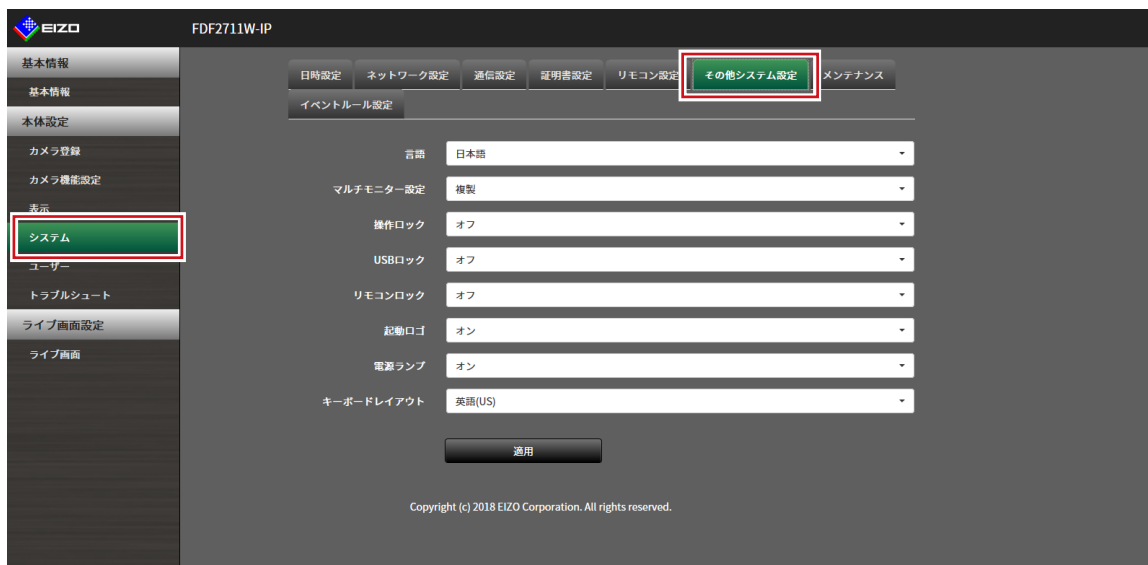 EIZO
FDF2711W-IP
基本情報
基本情報
本体設定
カメラ登録
カメラ機能設定
表示
システム
ユーザー
トラブルシュート
ライブ画面設定
ライブ画面
日時設定 ネットワーク設定 通信設定 証明書設定 リモコン設定 その他システム設定 メンテナンス
イベントルール設定
言語 日本語
マルチモニター設定 複製
操作ロック オフ
USBロック オフ
リモコンロック オフ
起動ロゴ オン
電源ランプ オン
キーボードレイアウト 英語(US)
適用
Copyright (c) 2018 EIZO Corporation. All rights reserved.